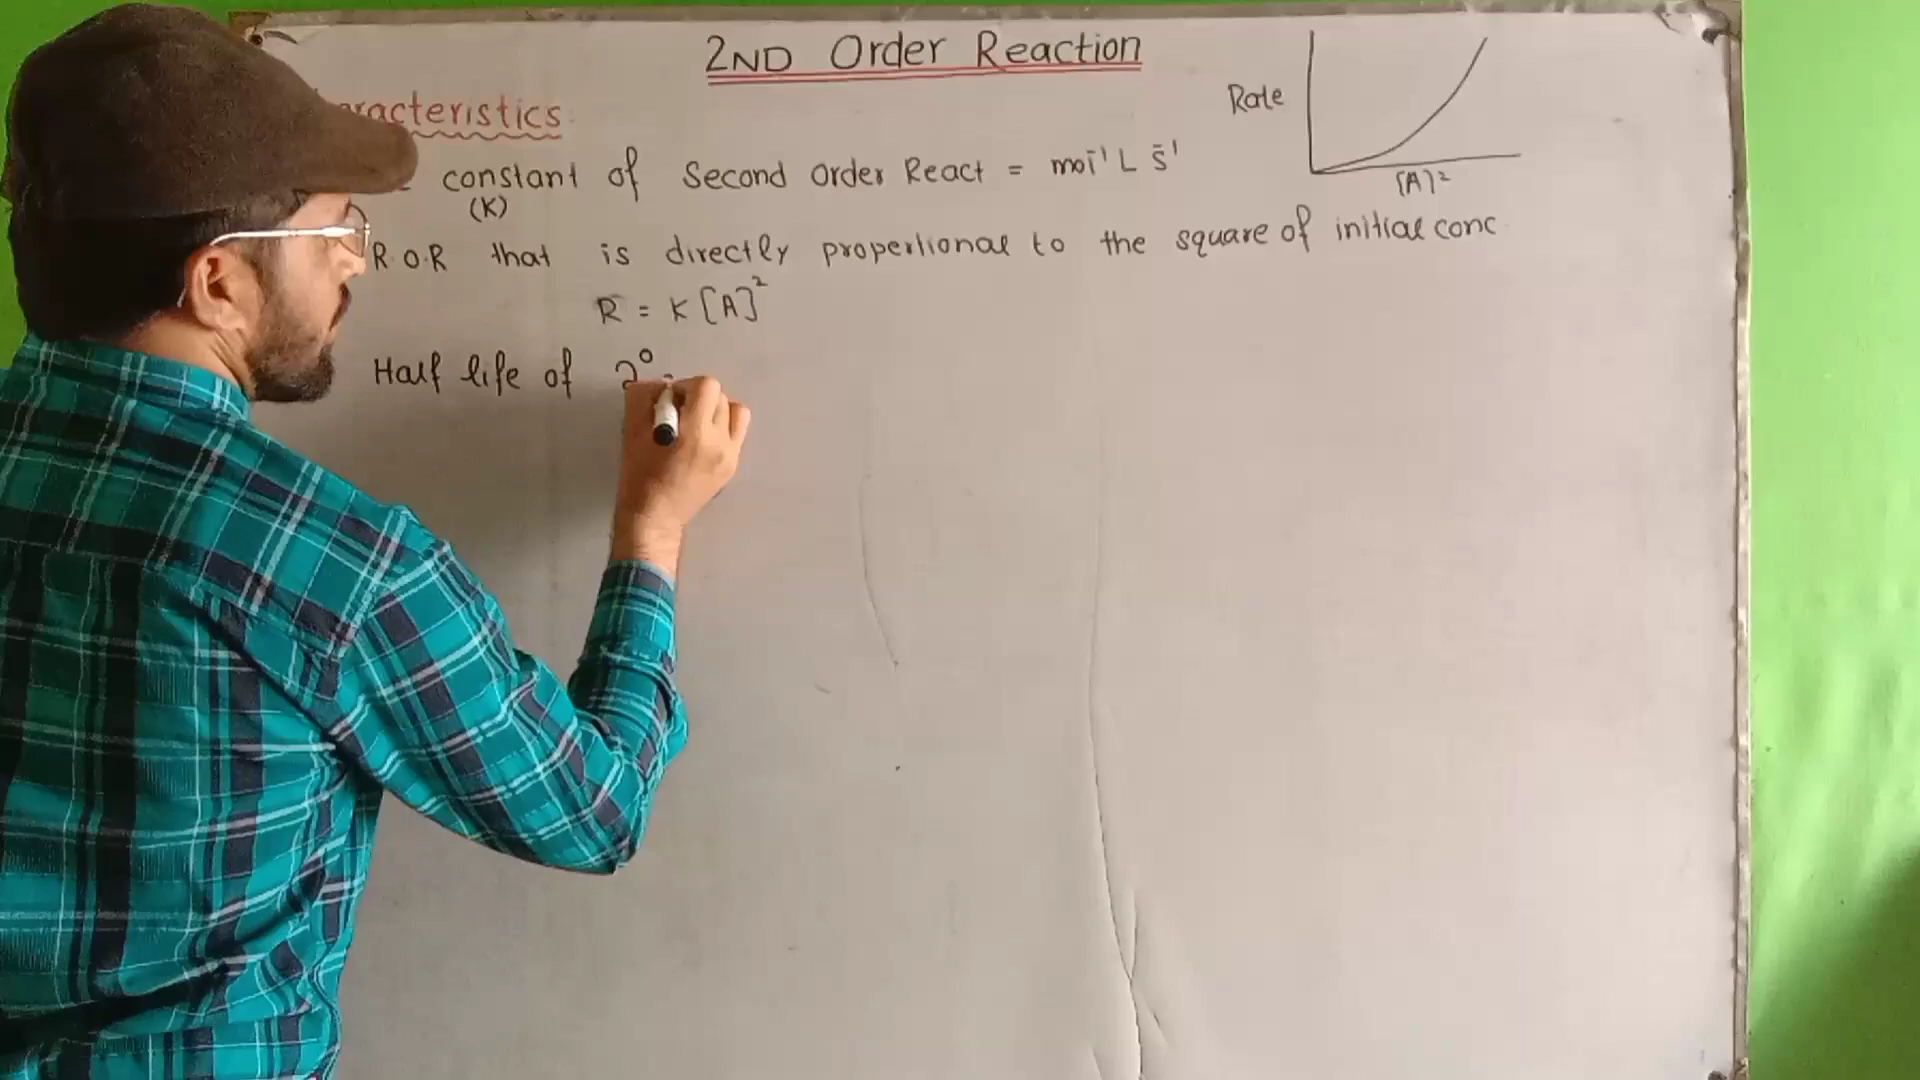 2ND Order Reaction
Rate
[A]²
racteristics
constant of Second Order React = mol⁻¹ L S⁻¹
(K)
R.O.R that is directly propertional to the square of initial conc
R = K [A]²
Half life of 2°